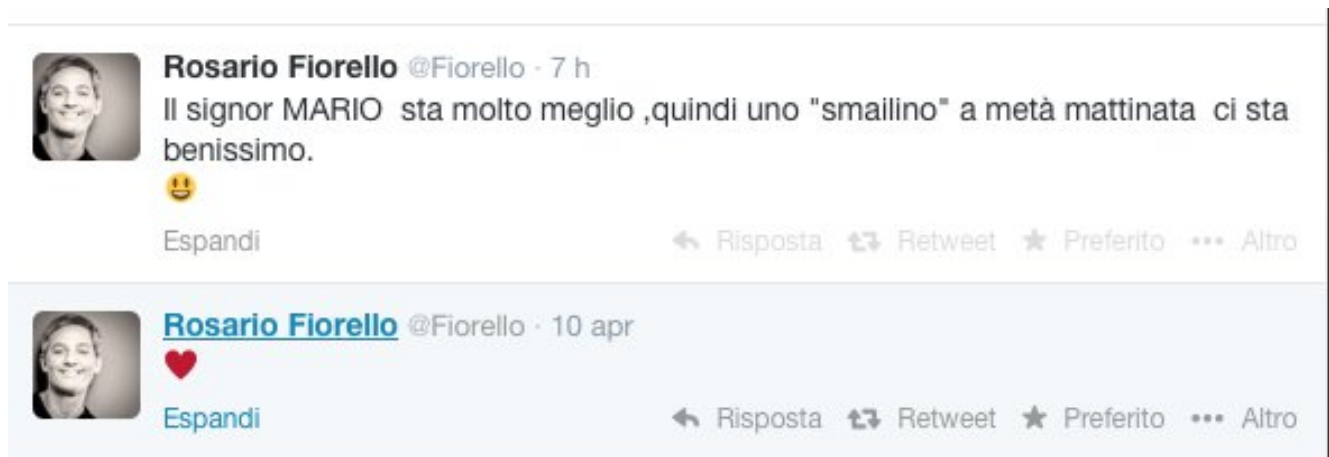 Rosario Fiorello @Fiorello · 7 h
Il signor MARIO sta molto meglio ,quindi uno "smailino" a metà mattinata ci sta
benissimo.
😃
Espandi Risposta Retweet Preferito Altro
Rosario Fiorello @Fiorello · 10 apr
❤
Espandi Risposta Retweet Preferito Altro